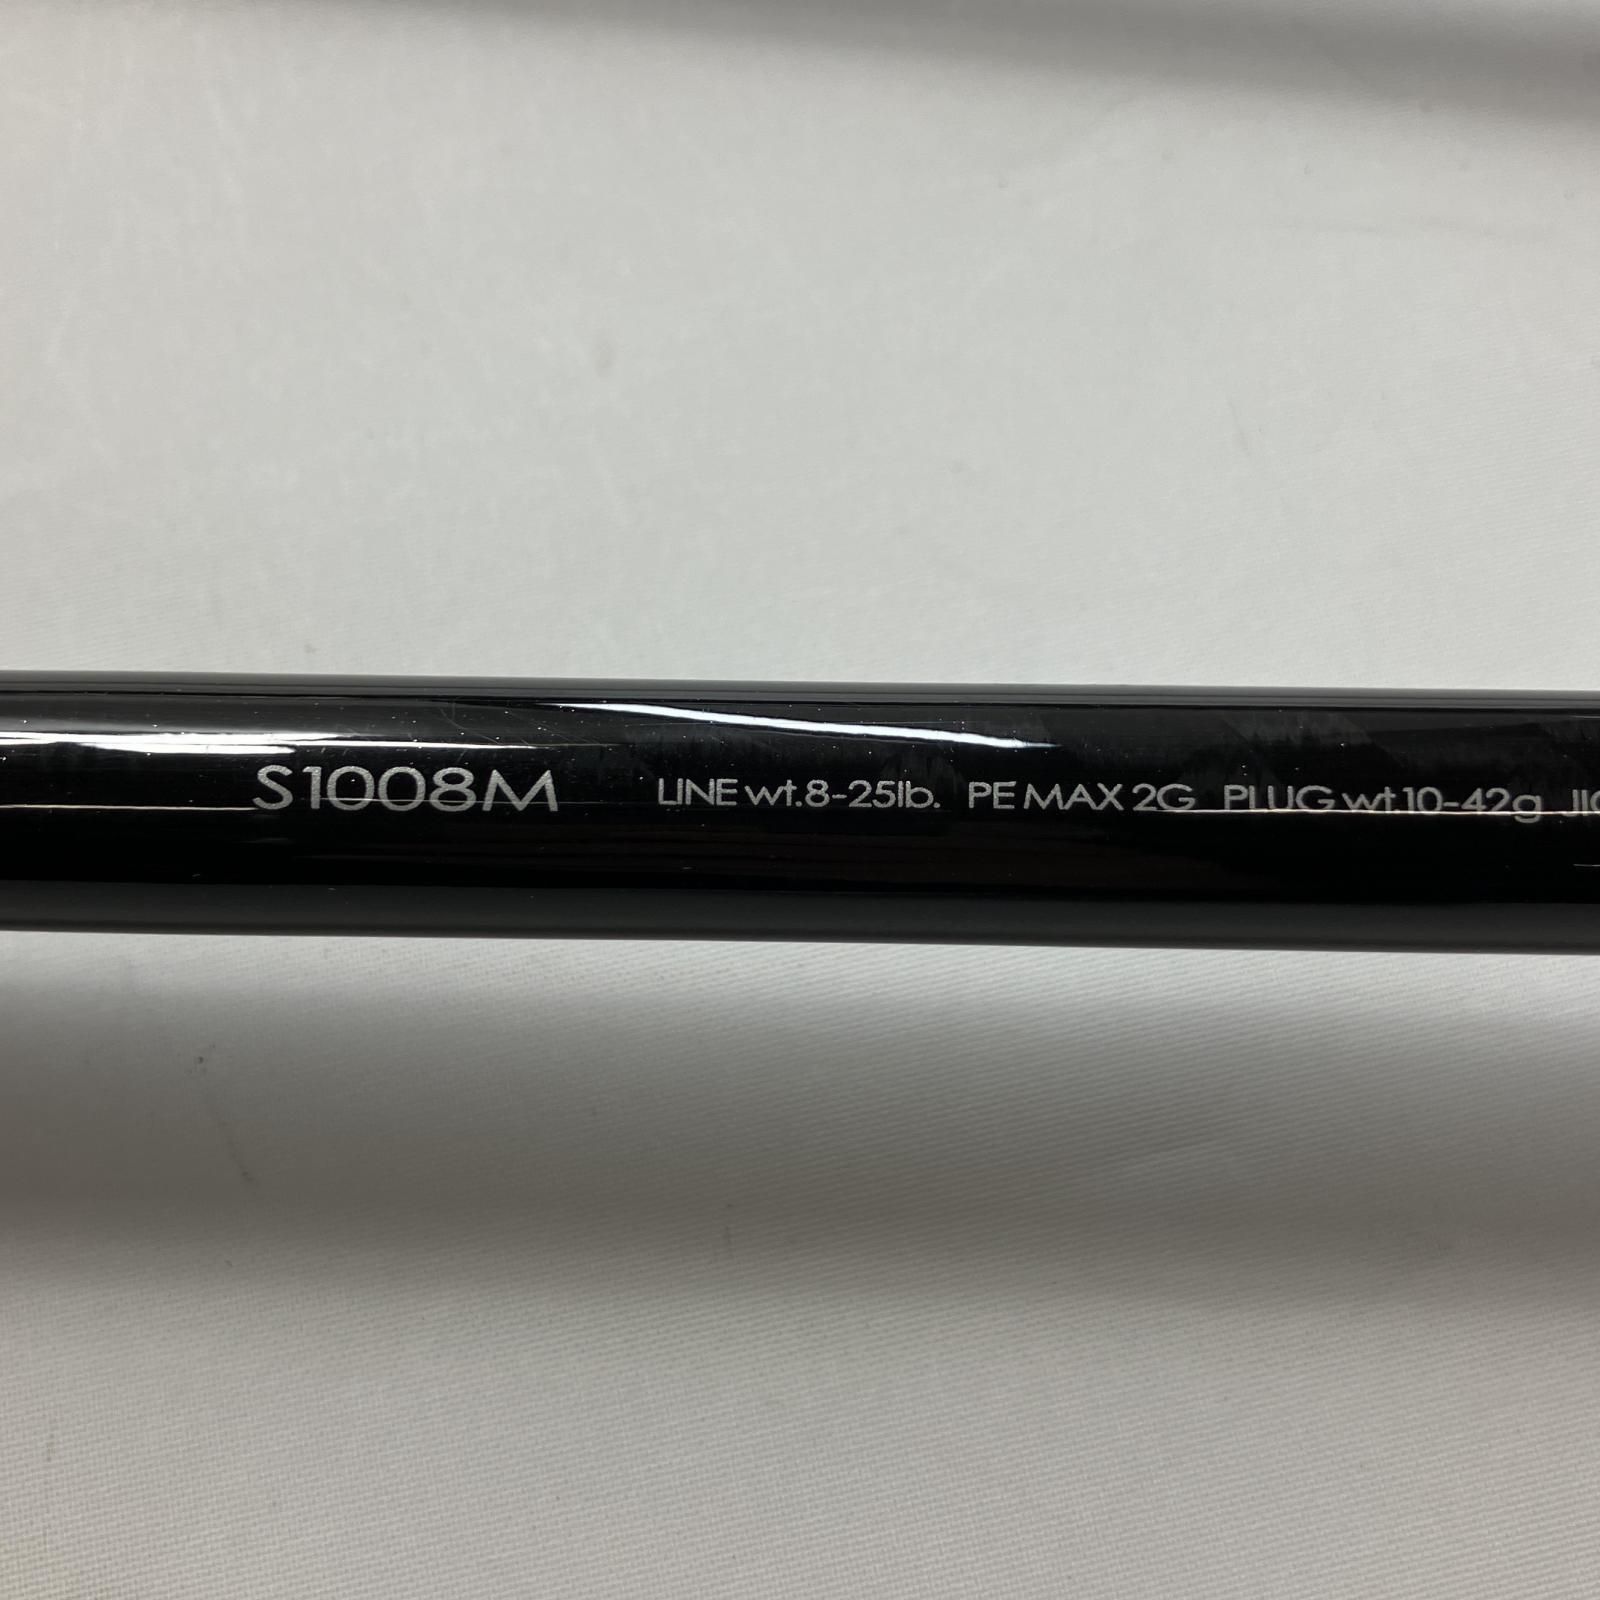 S1008M LINE wt.8-25lb. PE MAX 2G PLUG wt.10-42g